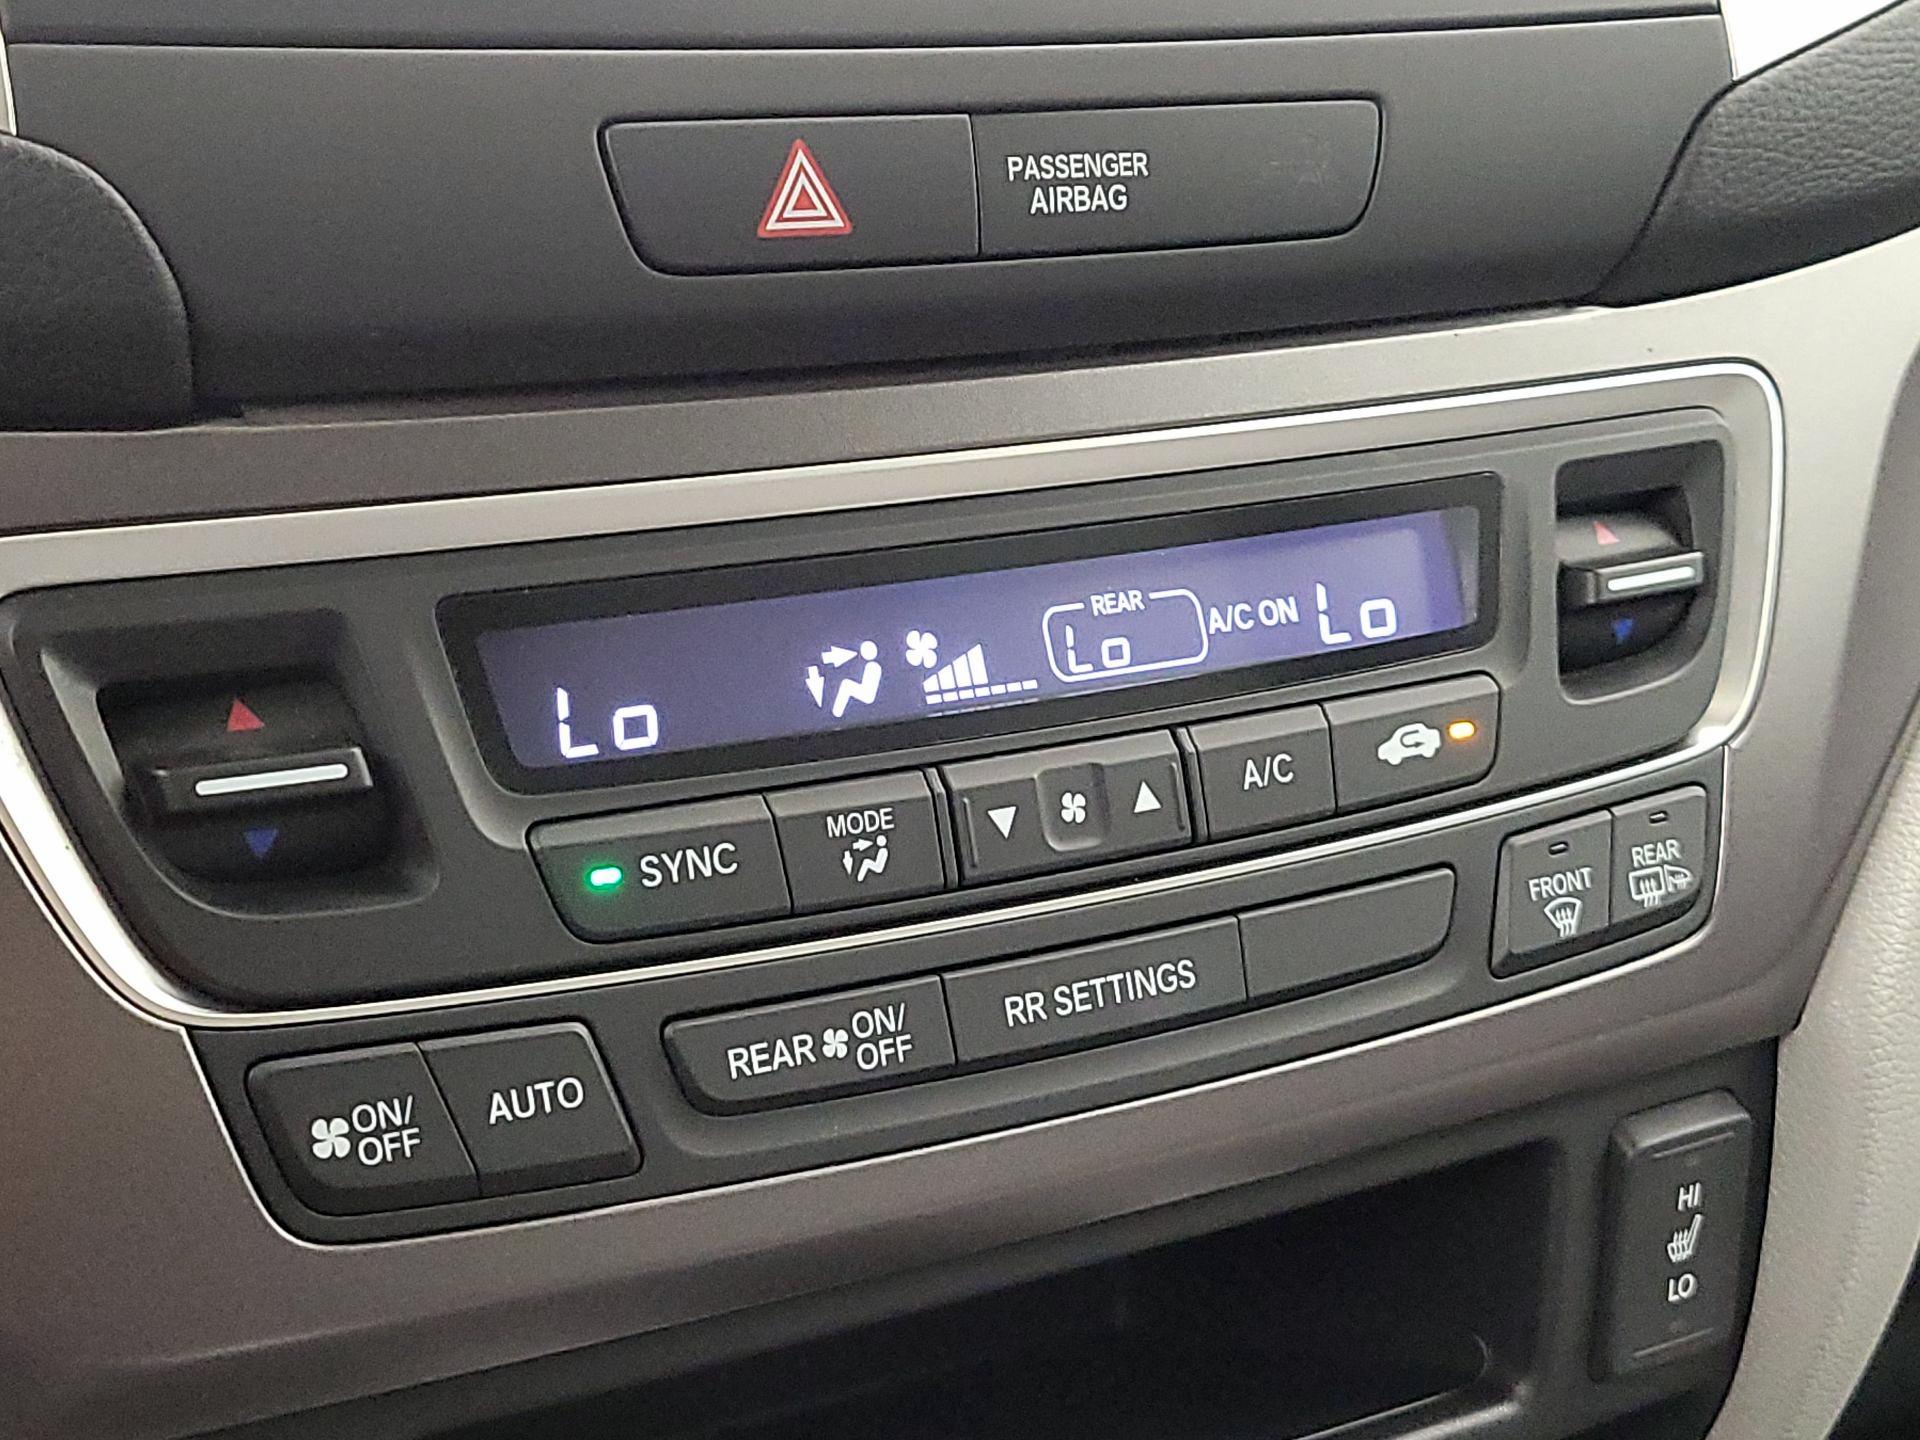 PASSENGER
AIRBAG
REAR
Lo
Lo
A/C ON
Lo
SYNC
MODE
A/C
FRONT
REAR
ON/
OFF
AUTO
REAR
ON/
OFF
RR SETTINGS
HI
LO